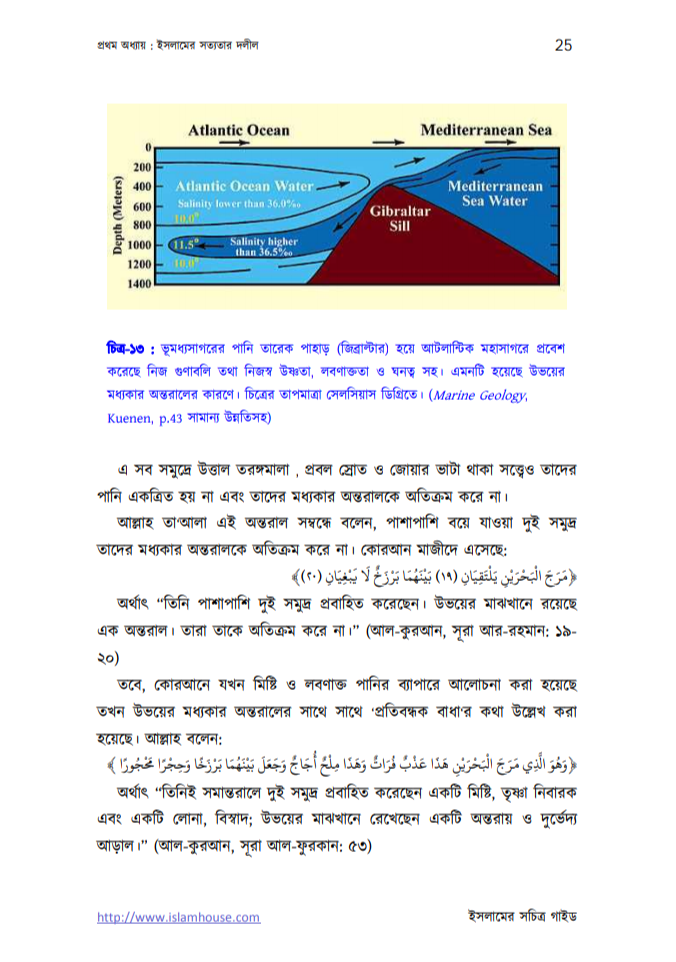 প্রথম অধ্যায় : ইসলামের সত্যতার দলীল 25
Atlantic Ocean Mediterranean Sea
Depth (Meters)
0
200
400
600
800
1000
1200
1400
Atlantic Ocean Water
Salinity lower than 36.0‰
10.0°
11.5°
Salinity higher
than 36.5‰
10.0°
Gibraltar
Sill
Mediterranean
Sea Water
চিত্র-১৩ : ভূমধ্যসাগরের পানি তারেক পাহাড় (জিব্রাল্টার) হয়ে আটলান্টিক মহাসাগরে প্রবেশ
করেছে নিজ গুণাবলি তথা নিজস্ব উষ্ণতা, লবণাক্ততা ও ঘনত্ব সহ। এমনটি হয়েছে উভয়ের
মধ্যকার অন্তরালের কারণে। চিত্রের তাপমাত্রা সেলসিয়াস ডিগ্রিতে। (Marine Geology,
Kuenen, p.43 সামান্য উন্নতিসহ)
এ সব সমুদ্রে উত্তাল তরঙ্গমালা , প্রবল স্রোত ও জোয়ার ভাটা থাকা সত্ত্বেও তাদের
পানি একত্রিত হয় না এবং তাদের মধ্যকার অন্তরালকে অতিক্রম করে না।
আল্লাহ তা'আলা এই অন্তরাল সম্বন্ধে বলেন, পাশাপাশি বয়ে যাওয়া দুই সমুদ্র
তাদের মধ্যকার অন্তরালকে অতিক্রম করে না। কোরআন মাজীদে এসেছে:
﴿مَرَجَ الْبَحْرَيْنِ يَلْتَقِيَانِ (١٩) بَيْنَهُمَا بَرْزَخٌ لَا يَبْغِيَانِ (٢٠)﴾
অর্থাৎ “তিনি পাশাপাশি দুই সমুদ্র প্রবাহিত করেছেন। উভয়ের মাঝখানে রয়েছে
এক অন্তরাল। তারা তাকে অতিক্রম করে না।” (আল-কুরআন, সূরা আর-রহমান: ১৯-
২০)
তবে, কোরআনে যখন মিষ্টি ও লবণাক্ত পানির ব্যাপারে আলোচনা করা হয়েছে
তখন উভয়ের মধ্যকার অন্তরালের সাথে সাথে ‘প্রতিবন্ধক বাধা’র কথা উল্লেখ করা
হয়েছে। আল্লাহ বলেন:
﴿وَهُوَ الَّذِي مَرَجَ الْبَحْرَيْنِ هَذَا عَذْبٌ فُرَاتٌ وَهَذَا مِلْحٌ أُجَاجٌ وَجَعَلَ بَيْنَهُمَا بَرْزَخًا وَحِجْرًا مَحْجُورًا ﴾
অর্থাৎ “তিনিই সমান্তরালে দুই সমুদ্র প্রবাহিত করেছেন একটি মিষ্টি, তৃষ্ণা নিবারক
এবং একটি লোনা, বিস্বাদ; উভয়ের মাঝখানে রেখেছেন একটি অন্তরায় ও দুর্ভেদ্য
আড়াল।” (আল-কুরআন, সূরা আল-ফুরকান: ৫৩)
http://www.islamhouse.com ইসলামের সচিত্র গাইড